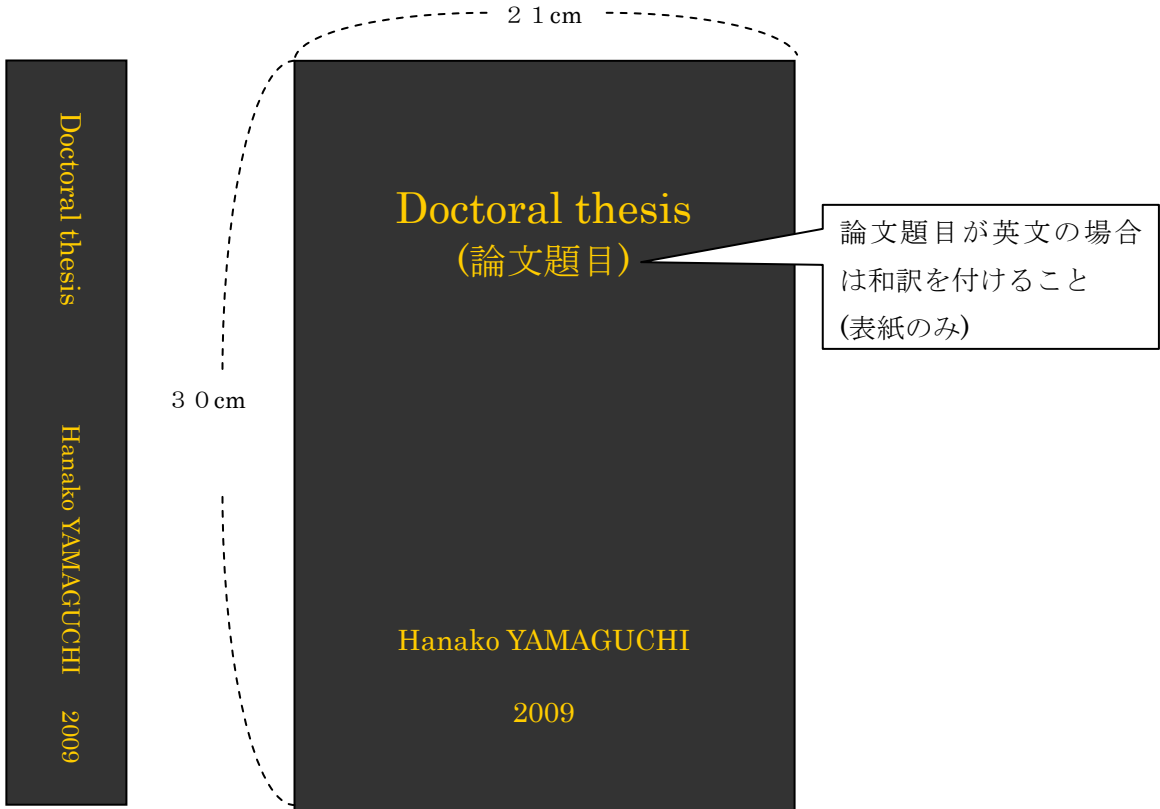 ２１cm
Doctoral thesis
Hanako YAMAGUCHI
2009
３０cm
Doctoral thesis
(論文題目)
論文題目が英文の場合
は和訳を付けること
(表紙のみ)
Hanako YAMAGUCHI
2009